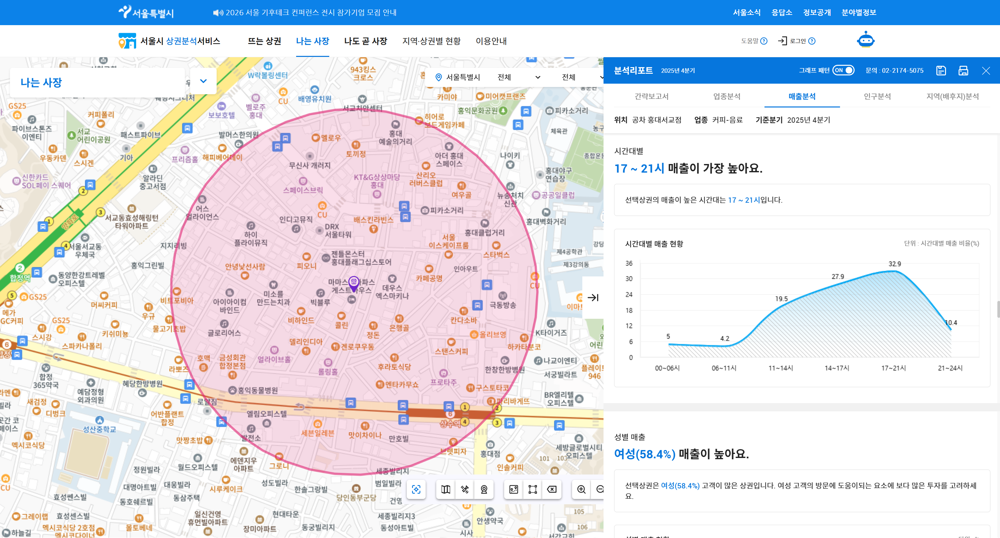 서울특별시
2026 서울 기후테크 컨퍼런스 전시 참가기업 모집 안내
서울소식 응답소 정보공개 분야별정보
서울시 상권분석서비스
뜨는 상권 나는 사장 나도 곧 사장 지역·상권별 현황 이용안내
도움말 로그인
나는 사장
서울특별시 전체 전체
분석리포트 2025년 4분기
그래프 패턴 ON 문의 : 02-2174-5075
간략보고서 업종분석 매출분석 인구분석 지역(배후지)분석
위치 공차 홍대서교점 업종 커피-음료 기준분기 2025년 4분기
시간대별
17 ~ 21시 매출이 가장 높아요.
선택상권의 매출이 높은 시간대는 17 ~ 21시입니다.
시간대별 매출 현황
단위 : 시간대별 매출 비율(%)
36
30
24
18
12
6
0
5
4.2
19.5
27.9
32.9
10.4
00~06시 06~11시 11~14시 14~17시 17~21시 21~24시
성별 매출
여성(58.4%) 매출이 높아요.
선택상권은 여성(58.4%) 고객이 많은 상권입니다. 여성 고객의 방문에 도움이되는 요소에 보다 많은 투자를 고려하세
요.
W락볼링센터
943킹스
크로스
배영유치원
CU
벨로주
홍대
보보호텔
서교치안센터
카미야
미어캣프랜즈
홍익문화공원
피카소거리
체육관
히어로
보드게임카페
GS25
커피폴리
파이브스톤즈
이엔티
서교
어린이공원
패스트파이브
발머스한의원
우동카덴
스시겐
기아
프리즘홀
해피베어데이
멜로우
토끼정
홍대
예술의거리
아더 홍대
스페이스
나이키
무신사 개러지
산리오
러버스클럽
홍대야구
연습장
신한카드
SOL페이 스퀘어
알라딘
중고서점
스페이스브릭
KT&G상상마당
홍대
여우골
뉴송처치
신관
공공일클럽
2
1
3
4
5
양화로
서교동효성해링턴
타워아파트
어스
얼라이언스
CU
인디고뮤직
배스킨라빈스
피카소거리
홍대벽화거리
DRX
서울타워
홍대클럽거리
하이
플라이뮤직
서울
이스케이프룸
스타벅스
서울서교동
우체국
지지리빙
홍익그린빌
제4공학관
제3강의동
젠틀몬스터
홍대플래그십스토어
피오니
안녕낯선사람
인아우트
카페공명
2
합정역
동양한강트레벨
오피스텔
CU
데우스
엑스마키나
미소를
만드는치과
빅블루
아이아이컴
바인드
비트포비아
극동방송
GS25
머씨커피
우규
메가
GC커피
비하인드
콜린
칸다소바
은행골
정돈
K타이거즈
물고기초밥
글로리어스
올리브영
GS25
스시강
키쉬미뇽
스파카나폴리
델리인디아
겐로쿠우동
스탠스커피
하카타분코
6
얼라이브홀
호맥
금성회관
합정본점
라뽀즈
롤링홀
후라토식당
한창한방병원
나교이엔티
서궁빌라트
합정
365약국
혜당한방병원
예담정형
외과의원
홍익동물병원
멘타카무쇼
프로타주
구스토타코
파리바게뜨
BR엘리텔
오피스텔
새검정
디벙크
로얄짐
어반플랜트
합정
엘림오피스텔
1
2
6
상수역
4
3
성산중학교
세븐일레븐
맛이차이나
만호빌
발전소
맛짱초밥
멕시코식당
브렛피자
홍대점
세방글로벌시티
오피스텔
에덴지우
아파트
그로니
월드오피스텔
정원빌라
101
인솔커피
세종빌리지
CU
대명아트빌
대웅빌라
시루케이크
성도빌라
한솔그랑빌
범일빌라
효성쎈스빌
동호쉐르빌
동삼주택
당인동부군당
그레이랩
효성센스빌
일신건영
휴먼빌아파트
현대타운
세종빌리지3
안생약국
105
106
멕시코식당 2호점
멕시코다이너
몰토베네
장미아파트
동궁빌리지
동성아트빌
하늘길